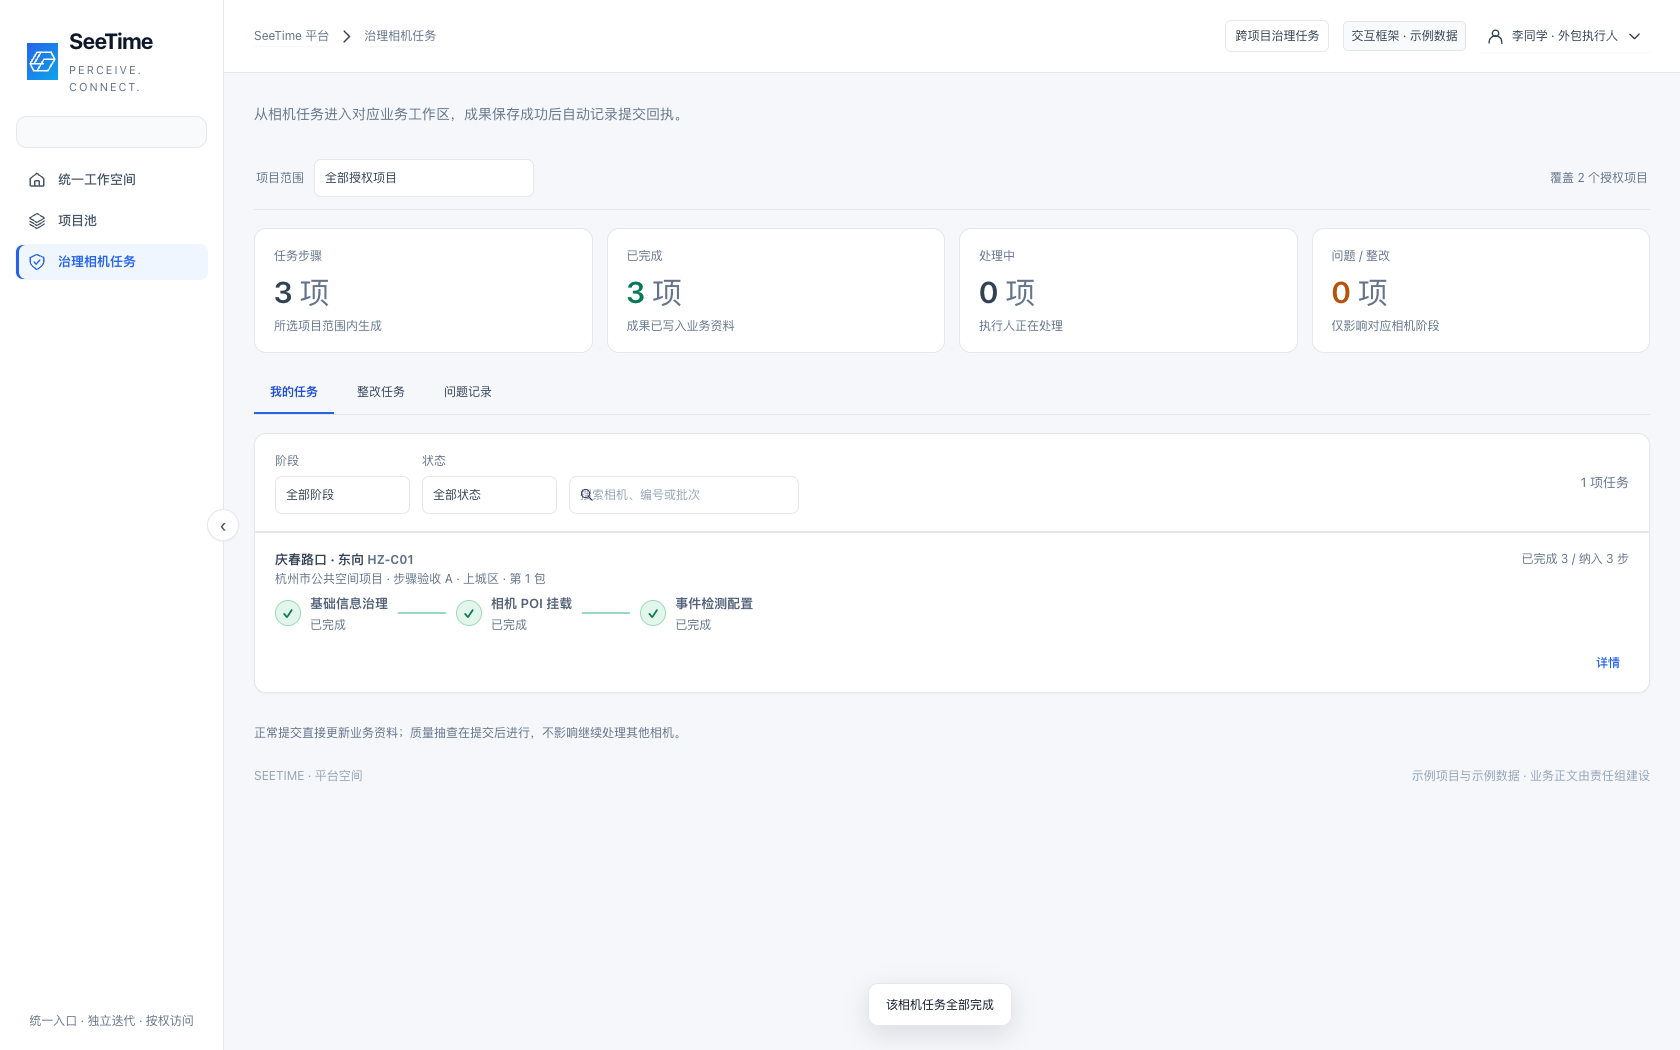 SeeTime
PERCEIVE.
CONNECT.
统一工作空间
项目池
治理相机任务
统一入口 · 独立迭代 · 按权访问
SeeTime 平台
治理相机任务
跨项目治理任务
交互框架 · 示例数据
李同学 · 外包执行人
从相机任务进入对应业务工作区，成果保存成功后自动记录提交回执。
项目范围
全部授权项目
覆盖 2 个授权项目
任务步骤
3 项
所选项目范围内生成
已完成
3 项
成果已写入业务资料
处理中
0 项
执行人正在处理
问题 / 整改
0 项
仅影响对应相机阶段
我的任务
整改任务
问题记录
阶段
全部阶段
状态
全部状态
索相机、编号或批次
1 项任务
庆春路口 · 东向 HZ-C01
已完成 3 / 纳入 3 步
杭州市公共空间项目 · 步骤验收 A · 上城区 · 第 1 包
基础信息治理
已完成
相机 POI 挂载
已完成
事件检测配置
已完成
详情
正常提交直接更新业务资料；质量抽查在提交后进行，不影响继续处理其他相机。
SEETIME · 平台空间
示例项目与示例数据 · 业务正文由责任组建设
该相机任务全部完成